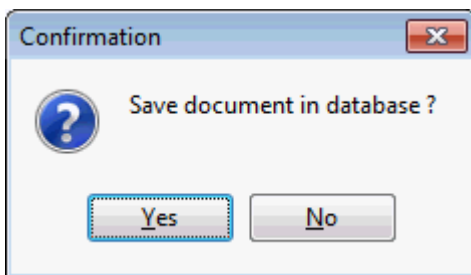 Confirmation
Save document in database ?
Yes
No